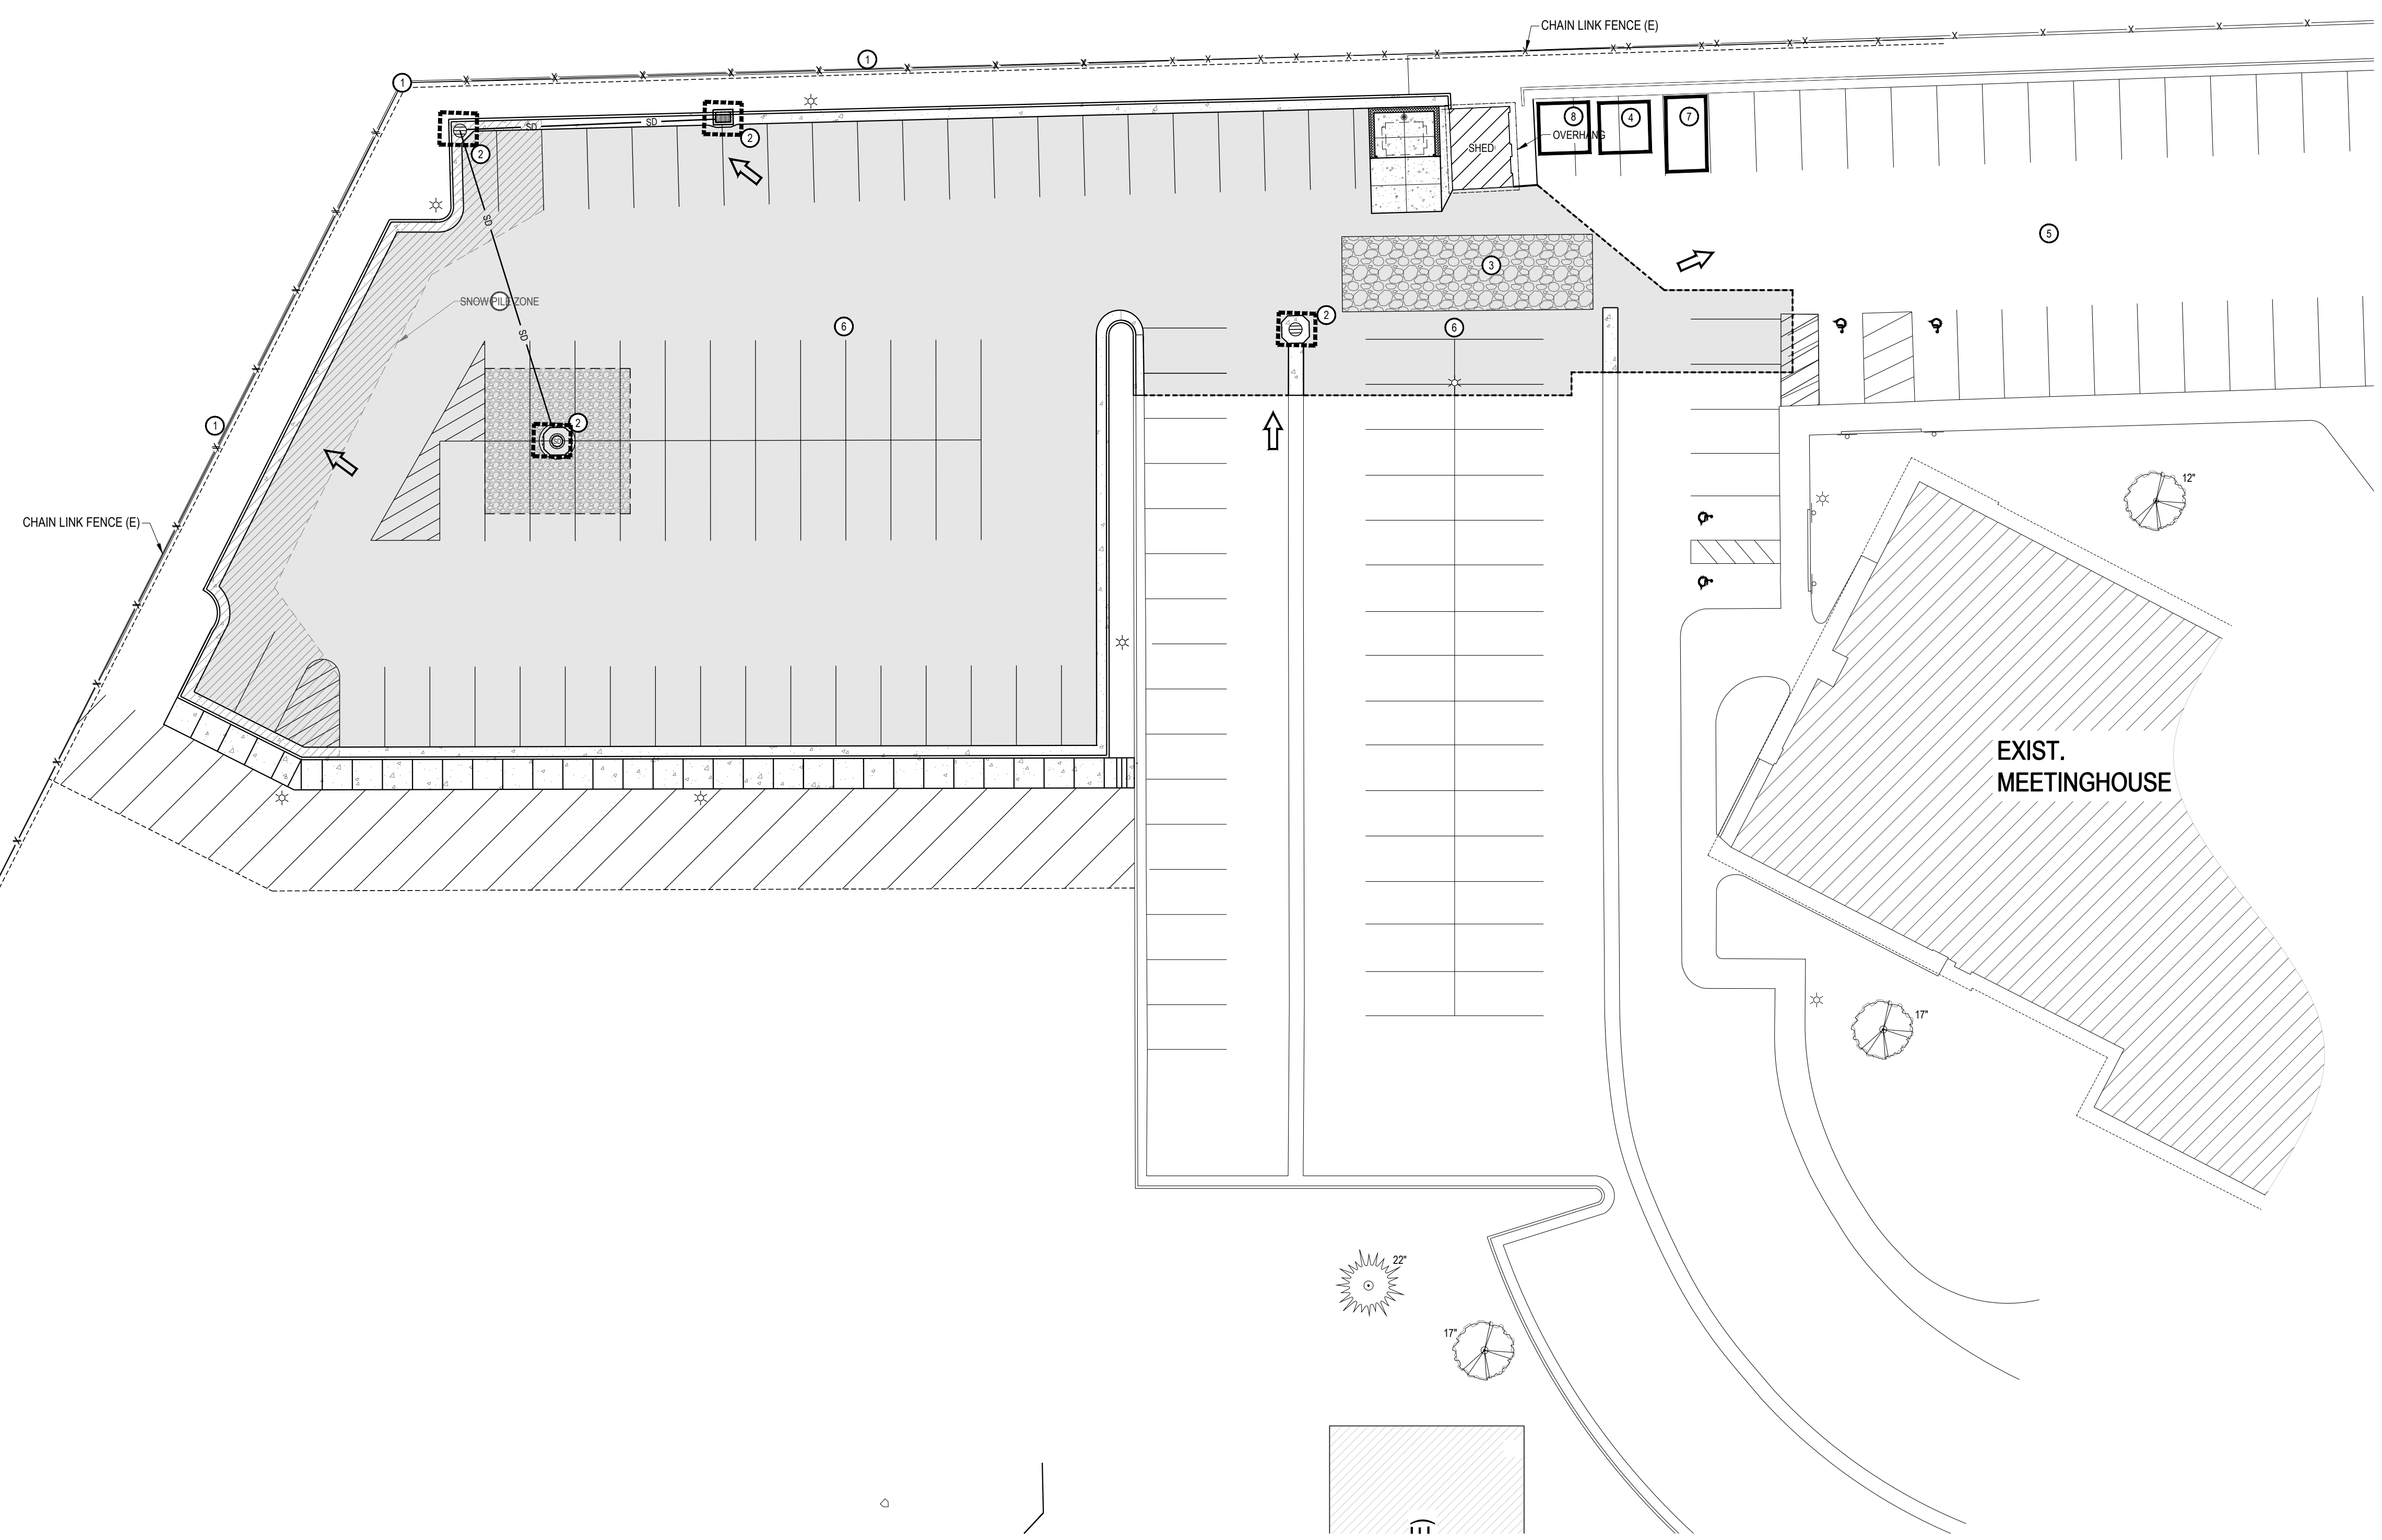 CHAIN LINK FENCE (E)
1
1
8
4
7
2
2
SD
SD
OVERHANG
SHED
SD
5
3
SNOW PILE ZONE
2
6
6
SD
1
2
12"
CHAIN LINK FENCE (E)
EXIST.
MEETINGHOUSE
17"
22"
17"